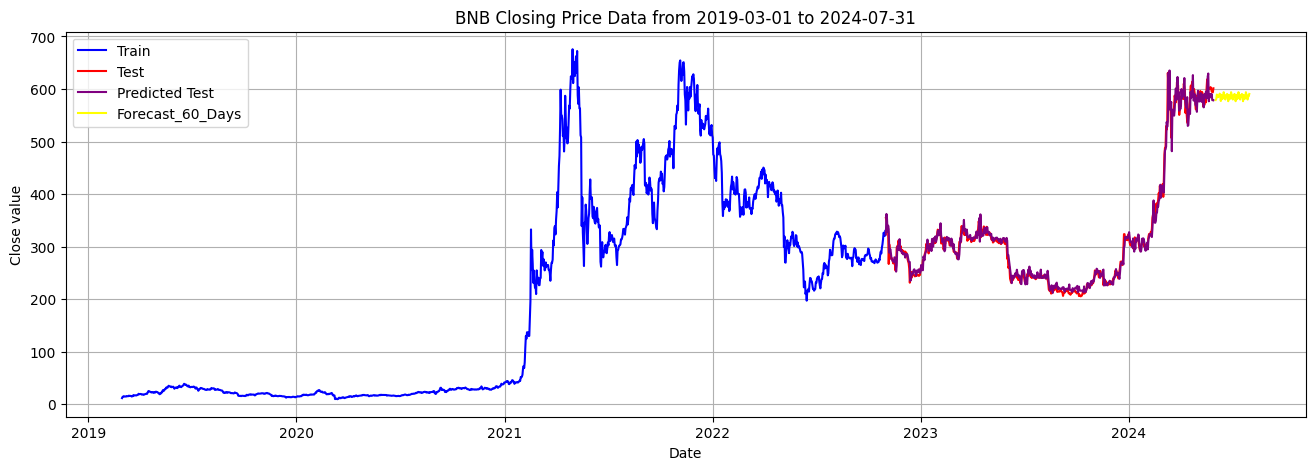 BNB Closing Price Data from 2019-03-01 to 2024-07-31
Train
Test
Predicted Test
Forecast_60_Days
Close value
700
600
500
400
300
200
100
0
2019
2020
2021
2022
2023
2024
Date